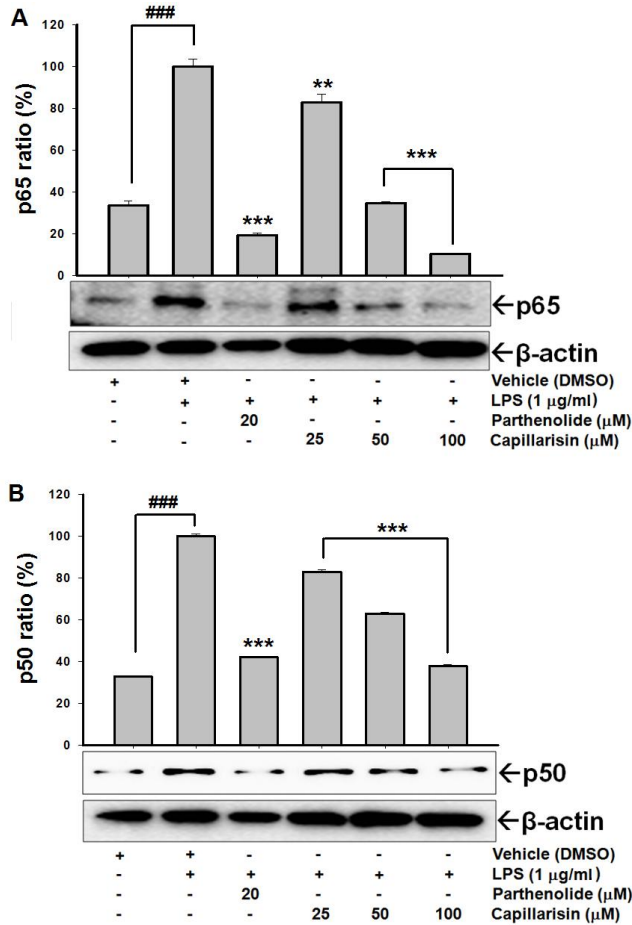 A
###
**
***
***
p65 ratio (%)
120
100
80
60
40
20
0
←p65
←β-actin
+ + - - - - Vehicle (DMSO)
- + + + + + LPS (1 µg/ml)
- - 20 - - - Parthenolide (µM)
- - - 25 50 100 Capillarisin (µM)
B
###
***
***
p50 ratio (%)
120
100
80
60
40
20
0
←p50
←β-actin
+ + - - - - Vehicle (DMSO)
- + + + + + LPS (1 µg/ml)
- - 20 - - - Parthenolide (µM)
- - - 25 50 100 Capillarisin (µM)